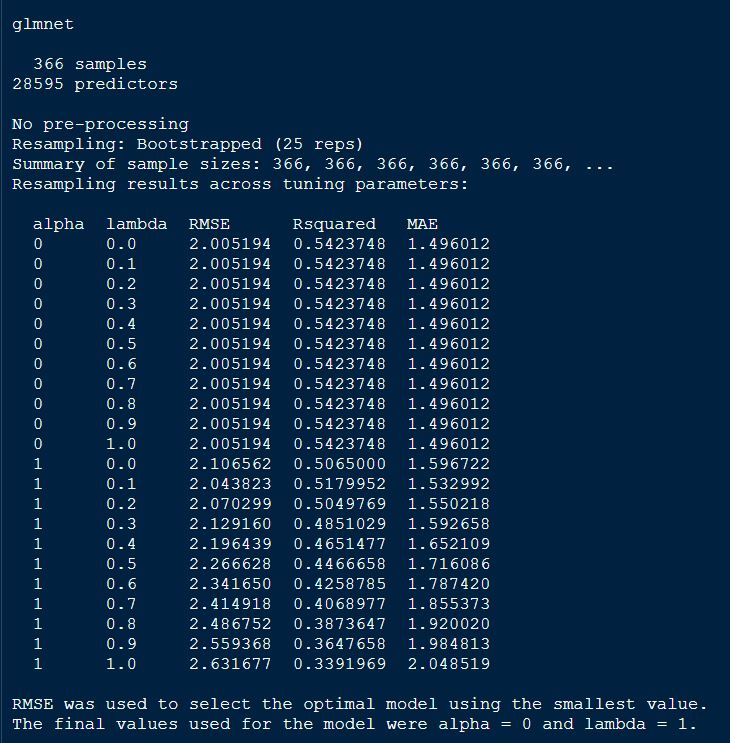 glmnet
366 samples
28595 predictors
No pre-processing
Resampling: Bootstrapped (25 reps)
Summary of sample sizes: 366, 366, 366, 366, 366, 366, ...
Resampling results across tuning parameters:
alpha lambda RMSE Rsquared MAE
0 0.0 2.005194 0.5423748 1.496012
0 0.1 2.005194 0.5423748 1.496012
0 0.2 2.005194 0.5423748 1.496012
0 0.3 2.005194 0.5423748 1.496012
0 0.4 2.005194 0.5423748 1.496012
0 0.5 2.005194 0.5423748 1.496012
0 0.6 2.005194 0.5423748 1.496012
0 0.7 2.005194 0.5423748 1.496012
0 0.8 2.005194 0.5423748 1.496012
0 0.9 2.005194 0.5423748 1.496012
0 1.0 2.005194 0.5423748 1.496012
1 0.0 2.106562 0.5065000 1.596722
1 0.1 2.043823 0.5179952 1.532992
1 0.2 2.070299 0.5049769 1.550218
1 0.3 2.129160 0.4851029 1.592658
1 0.4 2.196439 0.4651477 1.652109
1 0.5 2.266628 0.4466658 1.716086
1 0.6 2.341650 0.4258785 1.787420
1 0.7 2.414918 0.4068977 1.855373
1 0.8 2.486752 0.3873647 1.920020
1 0.9 2.559368 0.3647658 1.984813
1 1.0 2.631677 0.3391969 2.048519
RMSE was used to select the optimal model using the smallest value.
The final values used for the model were alpha = 0 and lambda = 1.